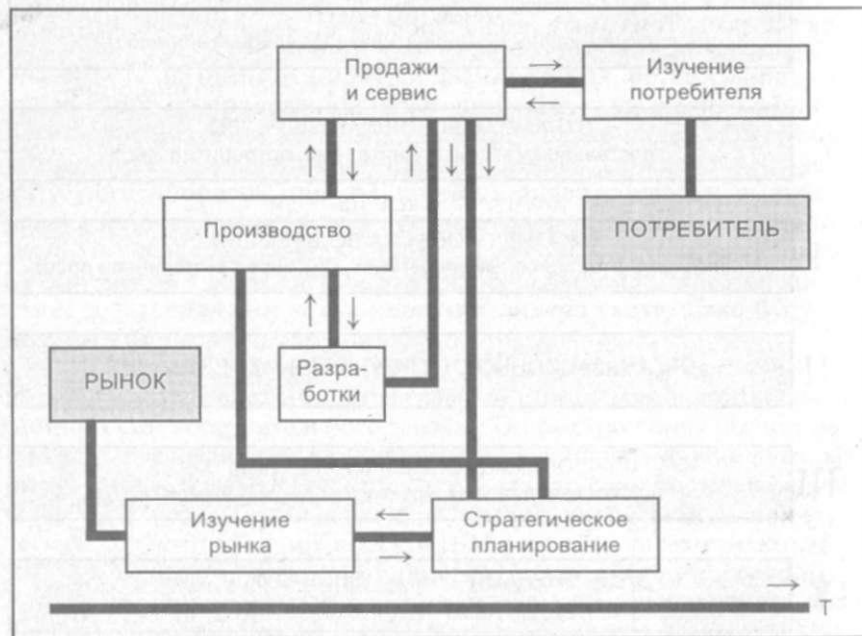 Продажи
и сервис
Изучение
потребителя
Производство
ПОТРЕБИТЕЛЬ
РЫНОК
Разра-
ботки
Изучение
рынка
Стратегическое
планирование
T